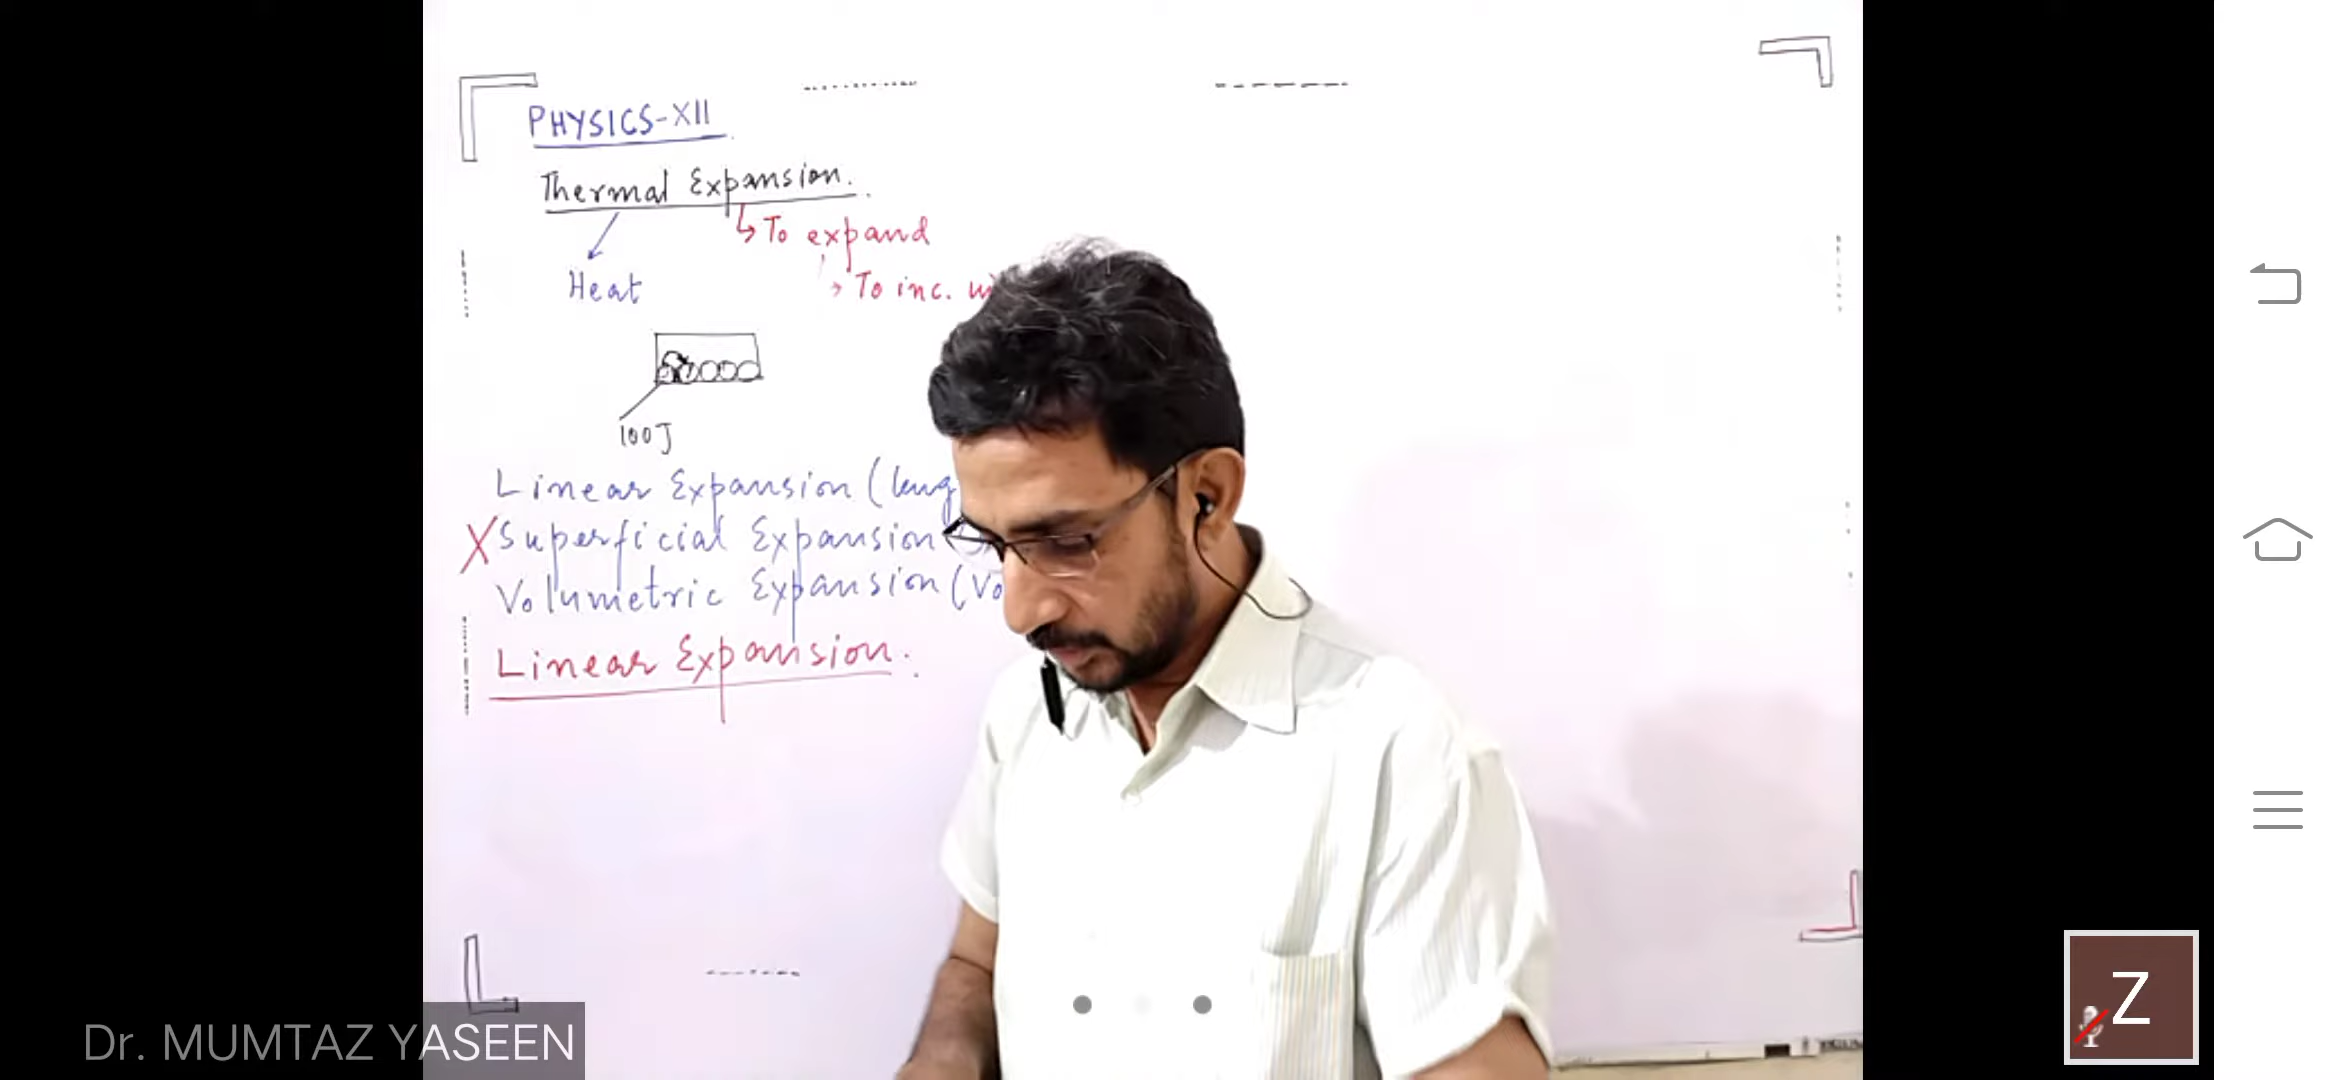 PHYSICS-XII
Thermal Expansion.
To expand
Heat
To inc.
100J
Linear Expansion (
X Superficial Expansion
Volumetric Expansion (Vo
Linear Expansion.
Dr. MUMTAZ YASEEN
Z